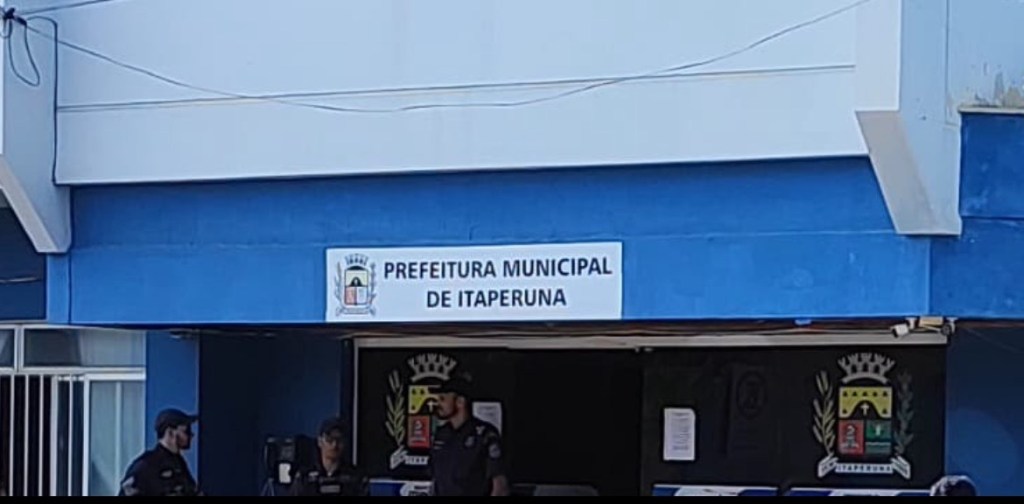 PREFEITURA MUNICIPAL
DE ITAPERUNA
ITAPERUNA